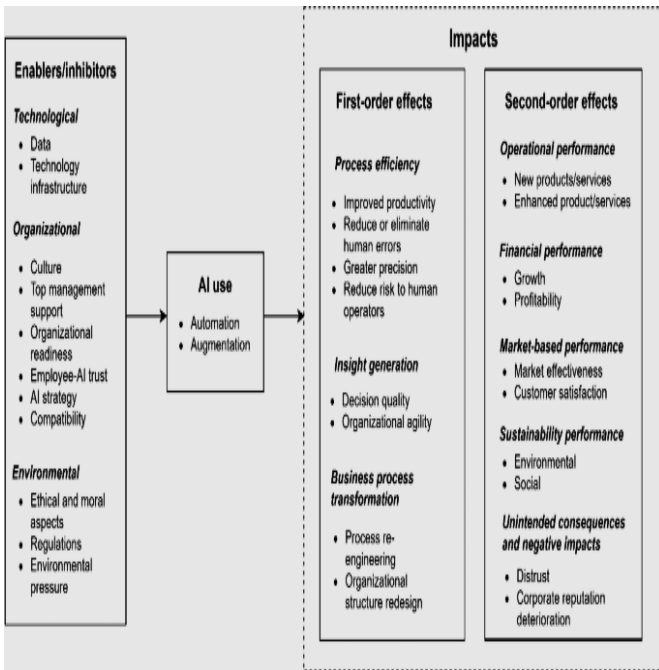 Enablers/inhibitors
Technological
• Data
• Technology
infrastructure
Organizational
• Culture
• Top management
support
• Organizational
readiness
• Employee-AI trust
• AI strategy
• Compatibility
Environmental
• Ethical and moral
aspects
• Regulations
• Environmental
pressure
AI use
• Automation
• Augmentation
Impacts
First-order effects
Process efficiency
• Improved productivity
• Reduce or eliminate
human errors
• Greater precision
• Reduce risk to human
operators
Insight generation
• Decision quality
• Organizational agility
Business process
transformation
• Process re-
engineering
• Organizational
structure redesign
Second-order effects
Operational performance
• New products/services
• Enhanced product/services
Financial performance
• Growth
• Profitability
Market-based performance
• Market effectiveness
• Customer satisfaction
Sustainability performance
• Environmental
• Social
Unintended consequences
and negative impacts
• Distrust
• Corporate reputation
deterioration